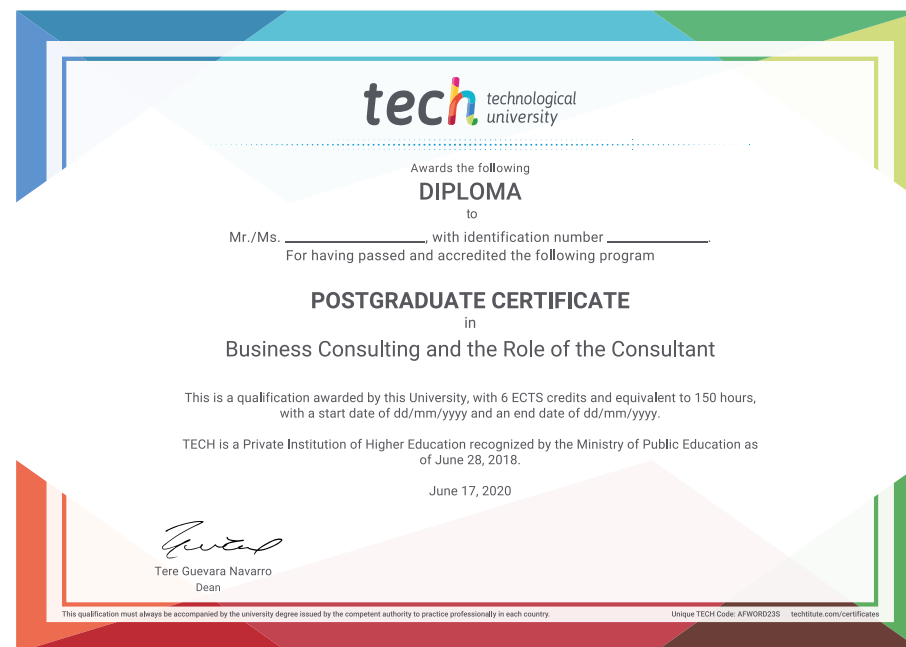 tech technological
university
Awards the following
DIPLOMA
to
Mr./Ms. ____________________, with identification number ______________.
For having passed and accredited the following program
POSTGRADUATE CERTIFICATE
in
Business Consulting and the Role of the Consultant
This is a qualification awarded by this University, with 6 ECTS credits and equivalent to 150 hours,
with a start date of dd/mm/yyyy and an end date of dd/mm/yyyy.
TECH is a Private Institution of Higher Education recognized by the Ministry of Public Education as
of June 28, 2018.
June 17, 2020
Tere Guevara Navarro
Dean
This qualification must always be accompanied by the university degree issued by the competent authority to practice professionally in each country.
Unique TECH Code: AFWORD23S techtitute.com/certificates